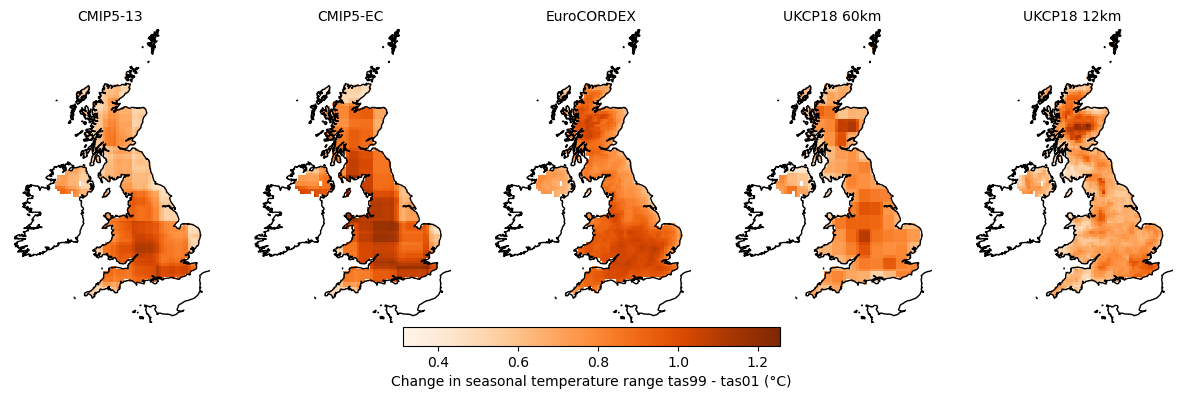 CMIP5-13
CMIP5-EC
EuroCORDEX
UKCP18 60km
UKCP18 12km
0.4 0.6 0.8 1.0 1.2
Change in seasonal temperature range tas99 - tas01 (°C)